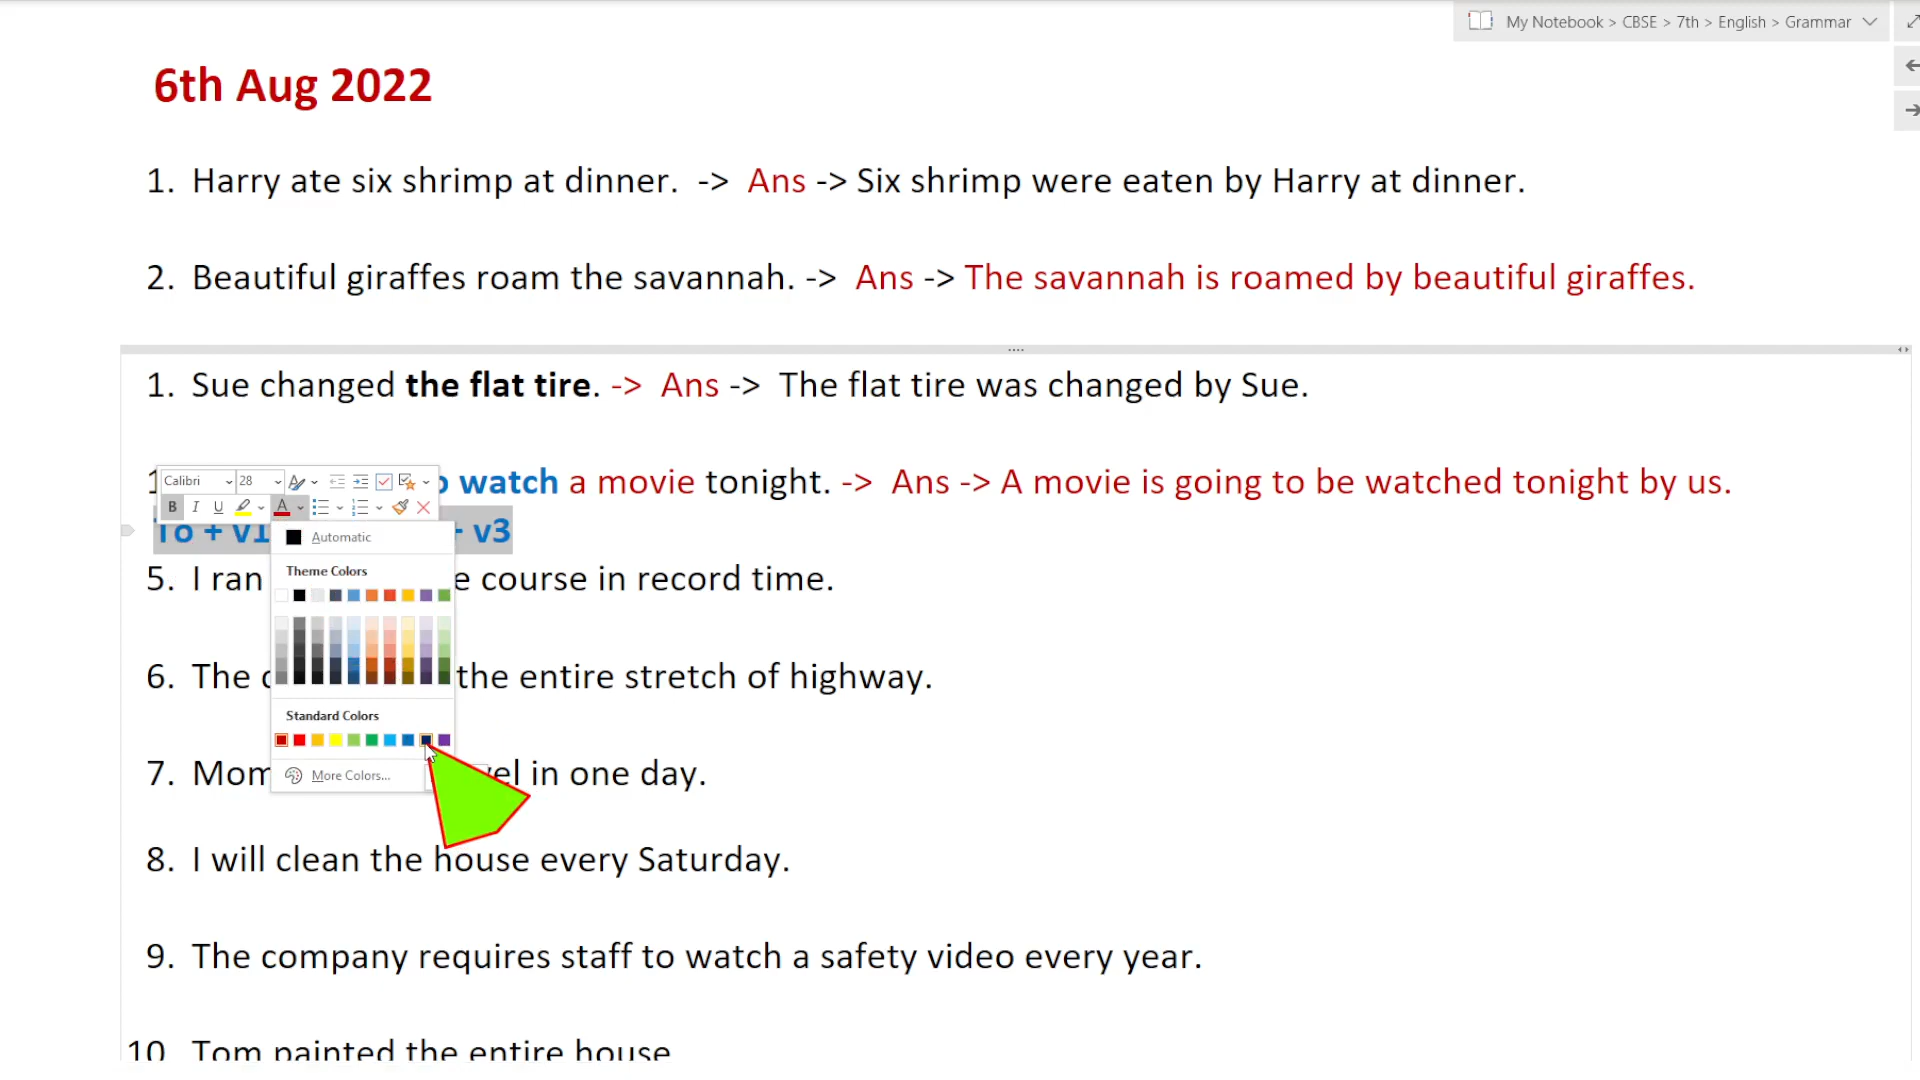 My Notebook > CBSE > 7th > English > Grammar
6th Aug 2022
1. Harry ate six shrimp at dinner. -> Ans -> Six shrimp were eaten by Harry at dinner.
2. Beautiful giraffes roam the savannah. -> Ans -> The savannah is roamed by beautiful giraffes.
1. Sue changed the flat tire. -> Ans -> The flat tire was changed by Sue.
watch a movie tonight. -> Ans -> A movie is going to be watched tonight by us.
Calibri 28
B I U A
To + v1 + v3
Automatic
5. I ran course in record time.
Theme Colors
6. The the entire stretch of highway.
Standard Colors
7. Mom in one day.
More Colors...
8. I will clean the house every Saturday.
9. The company requires staff to watch a safety video every year.
10. Tom painted the entire house